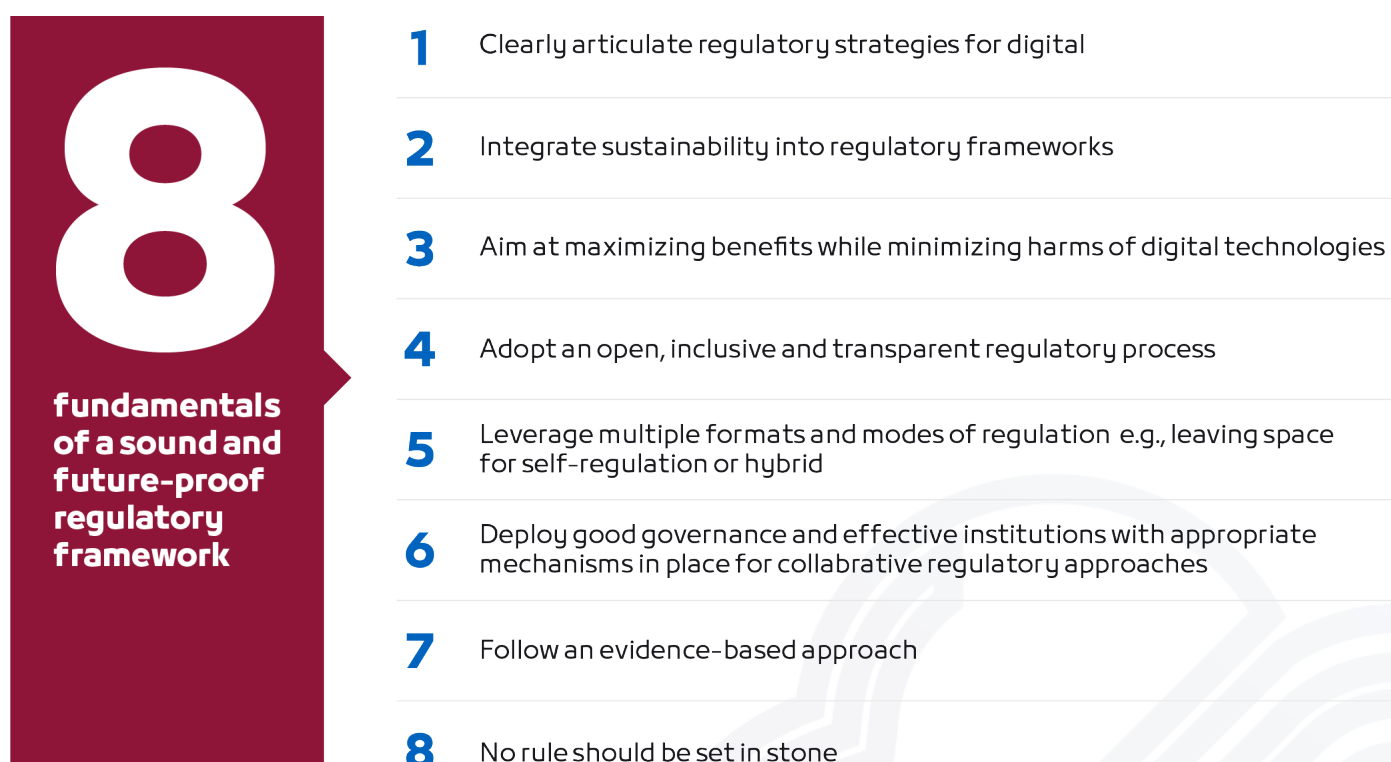 8
fundamentals
of a sound and
future-proof
regulatory
framework
1 Clearly articulate regulatory strategies for digital
2 Integrate sustainability into regulatory frameworks
3 Aim at maximizing benefits while minimizing harms of digital technologies
4 Adopt an open, inclusive and transparent regulatory process
5 Leverage multiple formats and modes of regulation e.g., leaving space
for self-regulation or hybrid
6 Deploy good governance and effective institutions with appropriate
mechanisms in place for collabrative regulatory approaches
7 Follow an evidence-based approach
8 No rule should be set in stone